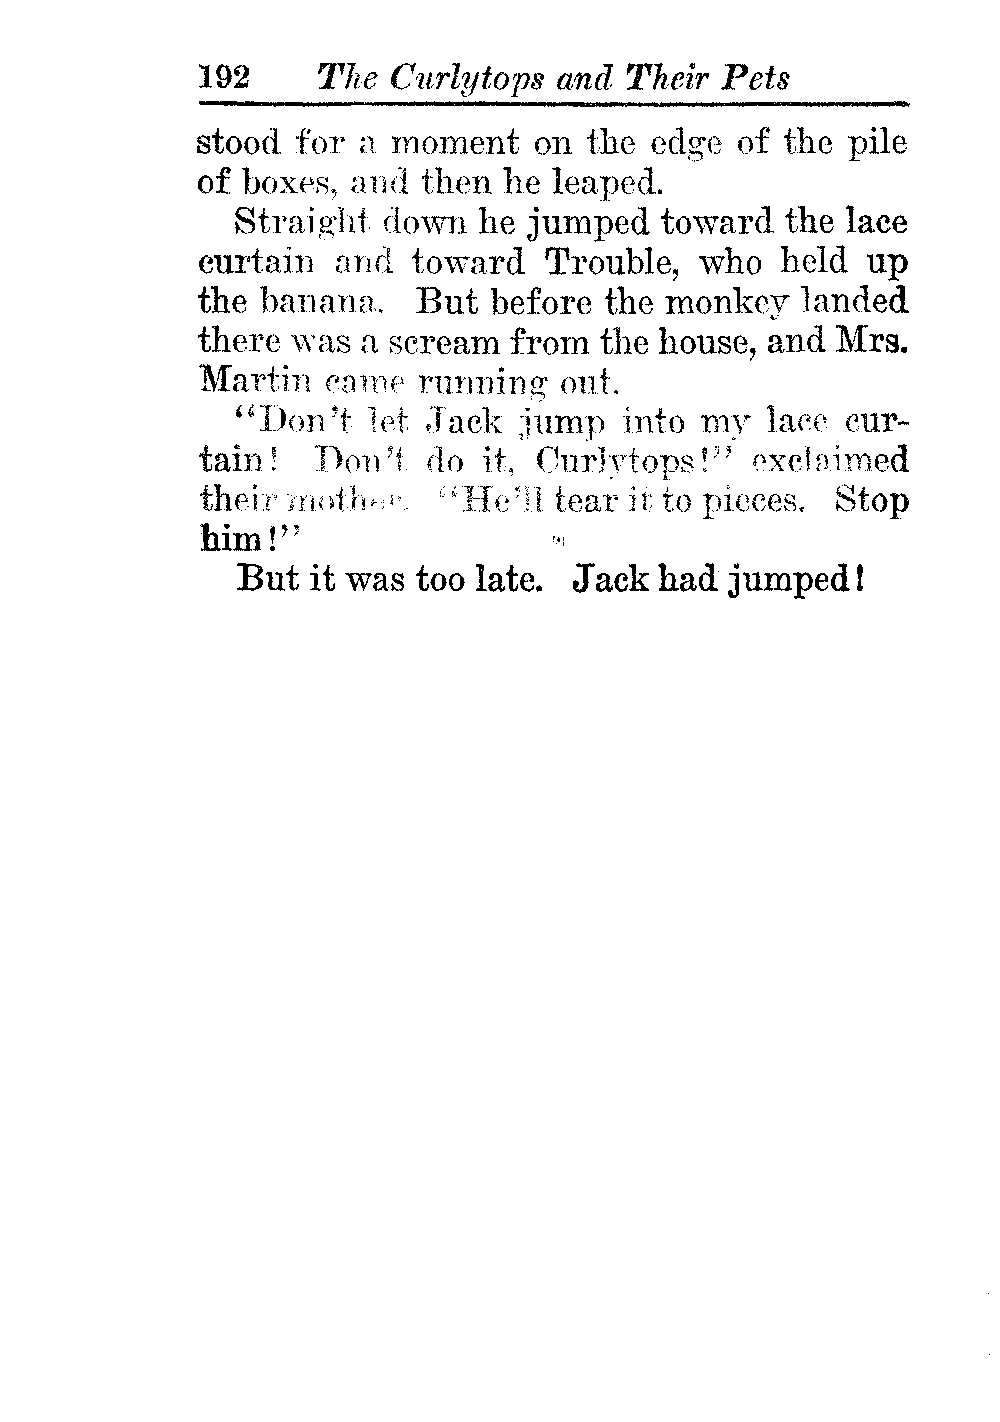 192 The Curlytops and Their Pets
stood for a moment on the edge of the pile
of boxes, and then he leaped.
Straight down he jumped toward the lace
curtain and toward Trouble, who held up
the banana. But before the monkey landed
there was a scream from the house, and Mrs.
Martin came running out.
“Don’t let Jack jump into my lace cur-
tain! Don’t do it, Curlytops!” exclaimed
their mother. “He’ll tear it to pieces. Stop
him!”
But it was too late. Jack had jumped!